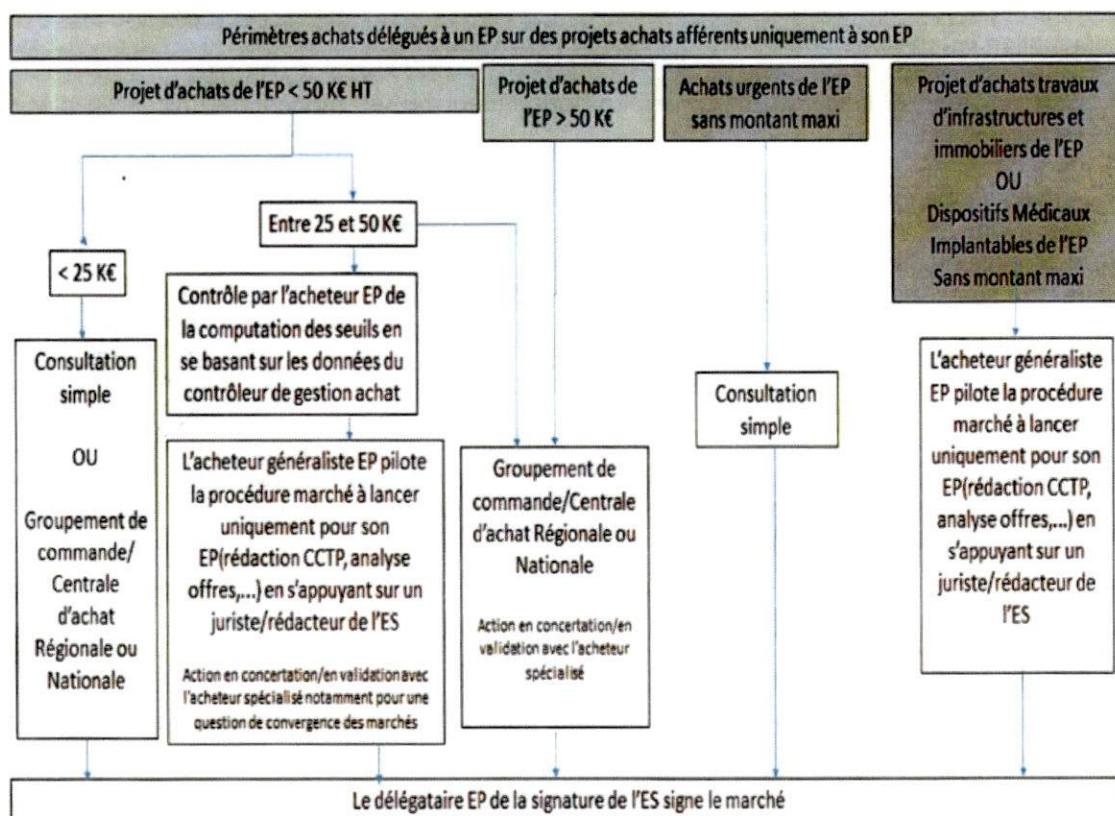 Périmètres achats délégués à un EP sur des projets achats afférents uniquement à son EP
Projet d'achats de l'EP < 50 K€ HT
Projet d'achats de
l'EP > 50 K€
Achats urgents de l'EP
sans montant maxi
Projet d'achats travaux
d'infrastructures et
immobiliers de l'EP
OU
Dispositifs Médicaux
Implantables de l'EP
Sans montant maxi
< 25 K€
Entre 25 et 50 K€
Consultation
simple
OU
Groupement de
commande/
Centrale
d'achat
Régionale ou
Nationale
Contrôle par l'acheteur EP de
la computation des seuils en
se basant sur les données du
contrôleur de gestion achat
L'acheteur généraliste EP pilote
la procédure marché à lancer
uniquement pour son
EP(rédaction CCTP, analyse
offres,...) en s'appuyant sur un
juriste/rédacteur de l'ES
Action en concertation/en validation avec
l'acheteur spécialisé notamment pour une
question de convergence des marchés
Groupement de
commande/Centrale
d'achat Régionale ou
Nationale
Action en concertation/en
validation avec l'acheteur
spécialisé
Consultation
simple
L'acheteur généraliste
EP pilote la procédure
marché à lancer
uniquement pour son
EP(rédaction CCTP,
analyse offres,...) en
s'appuyant sur un
juriste/rédacteur de
l'ES
Le délégataire EP de la signature de l'ES signe le marché